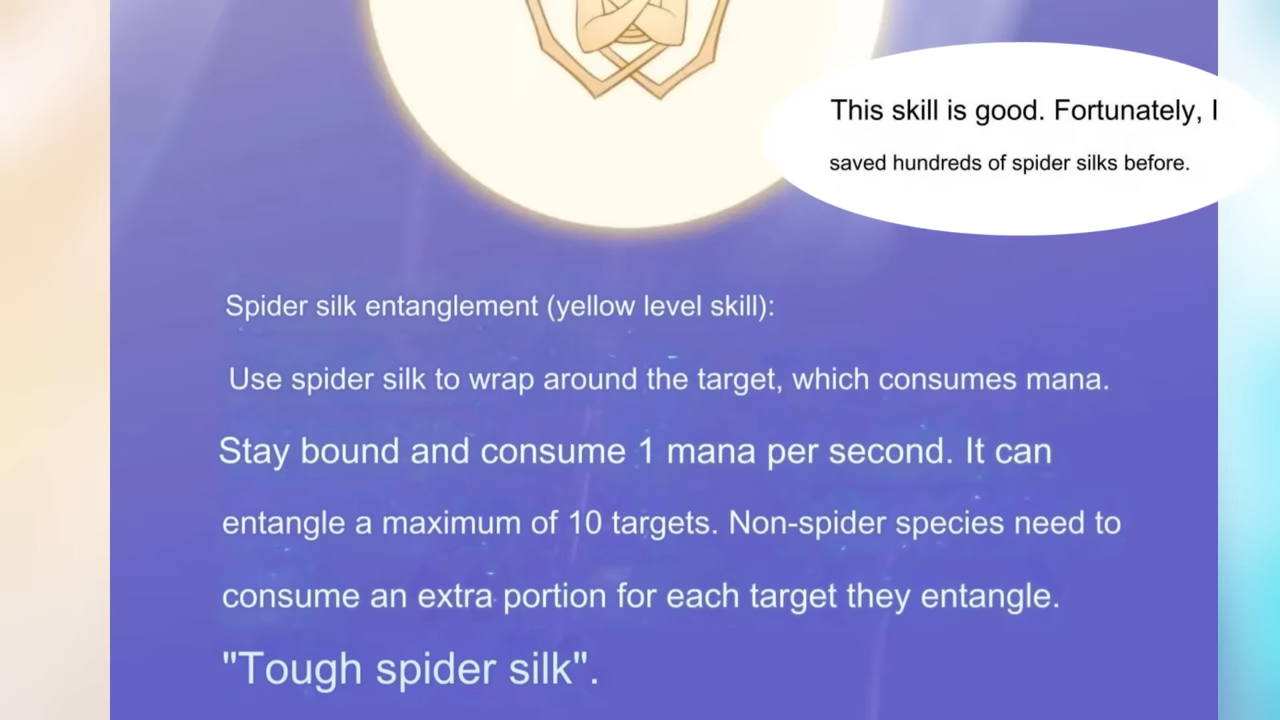 This skill is good. Fortunately, I
saved hundreds of spider silks before.
Spider silk entanglement (yellow level skill):
Use spider silk to wrap around the target, which consumes mana.
Stay bound and consume 1 mana per second. It can
entangle a maximum of 10 targets. Non-spider species need to
consume an extra portion for each target they entangle.
"Tough spider silk".